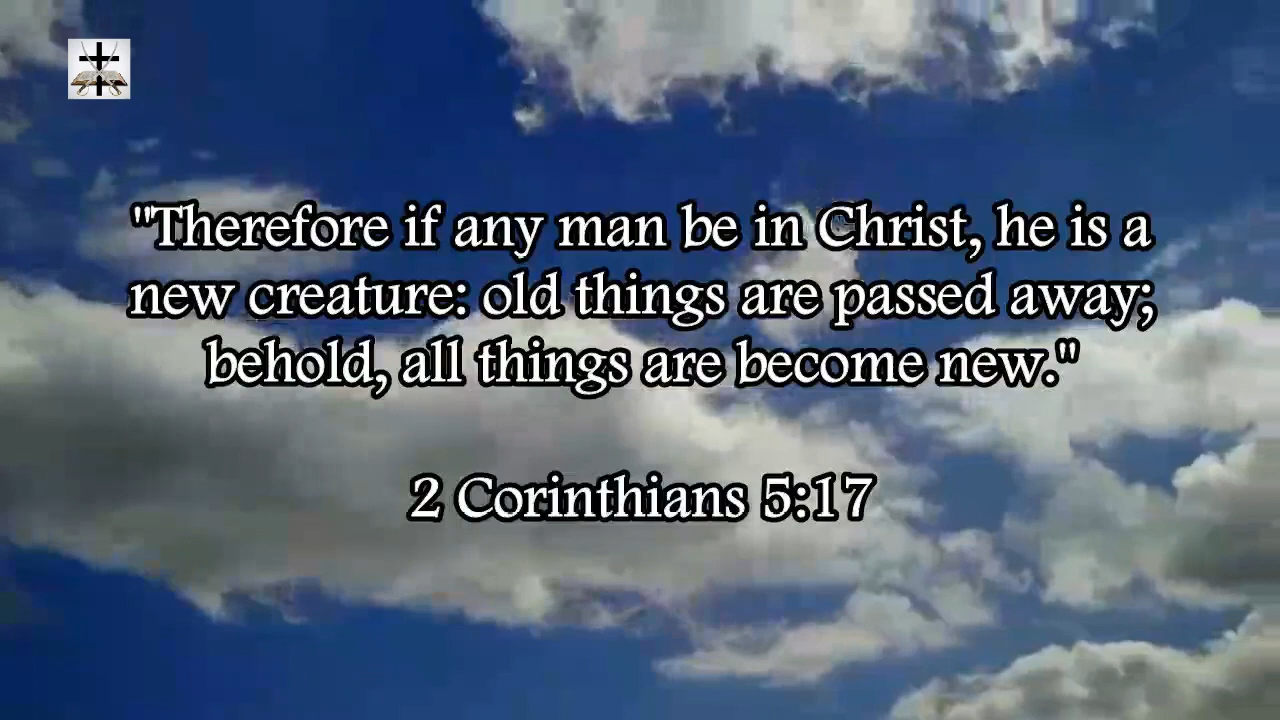 "Therefore if any man be in Christ, he is a
new creature: old things are passed away;
behold, all things are become new."
2 Corinthians 5:17